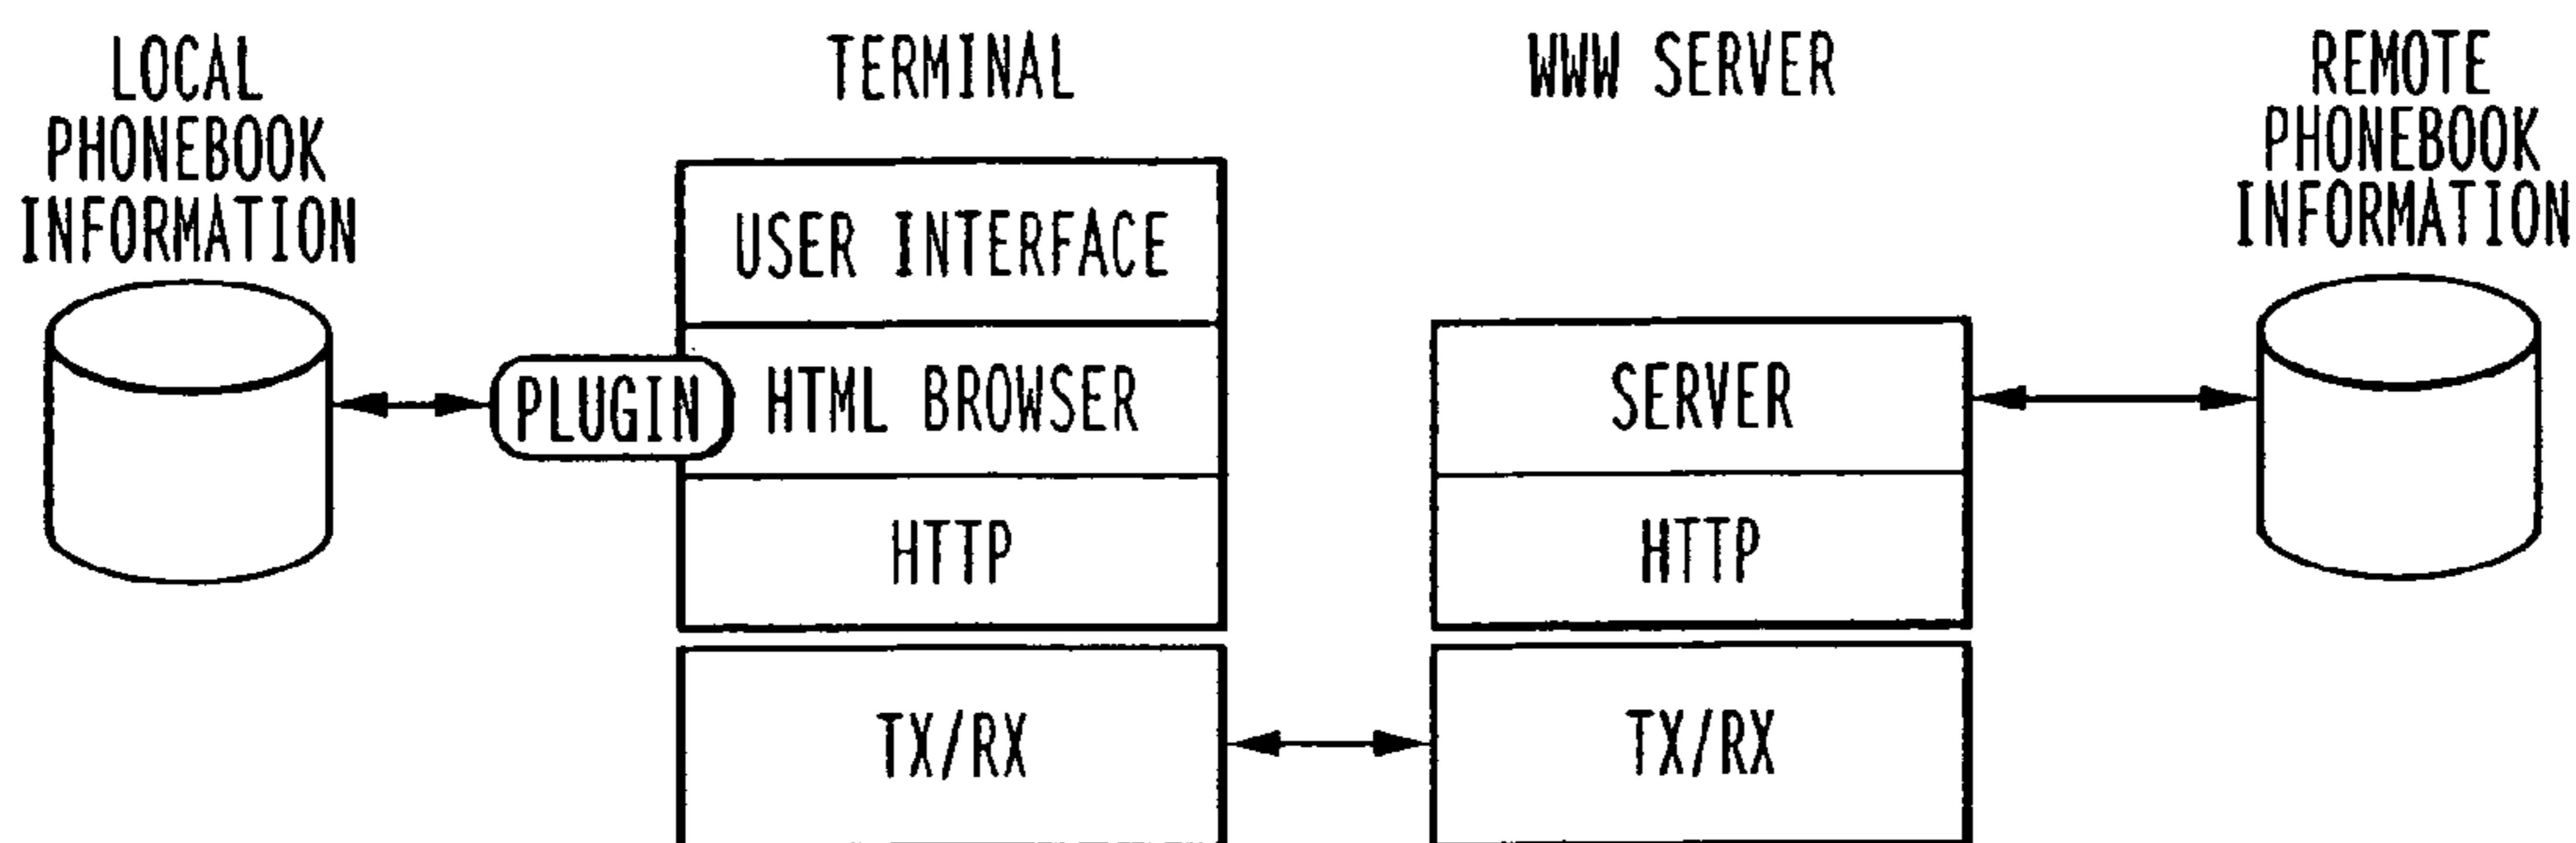 LOCAL
PHONEBOOK
INFORMATION
TERMINAL
WWW SERVER
REMOTE
PHONEBOOK
INFORMATION
USER INTERFACE
PLUGIN
HTML BROWSER
SERVER
HTTP
HTTP
TX/RX
TX/RX